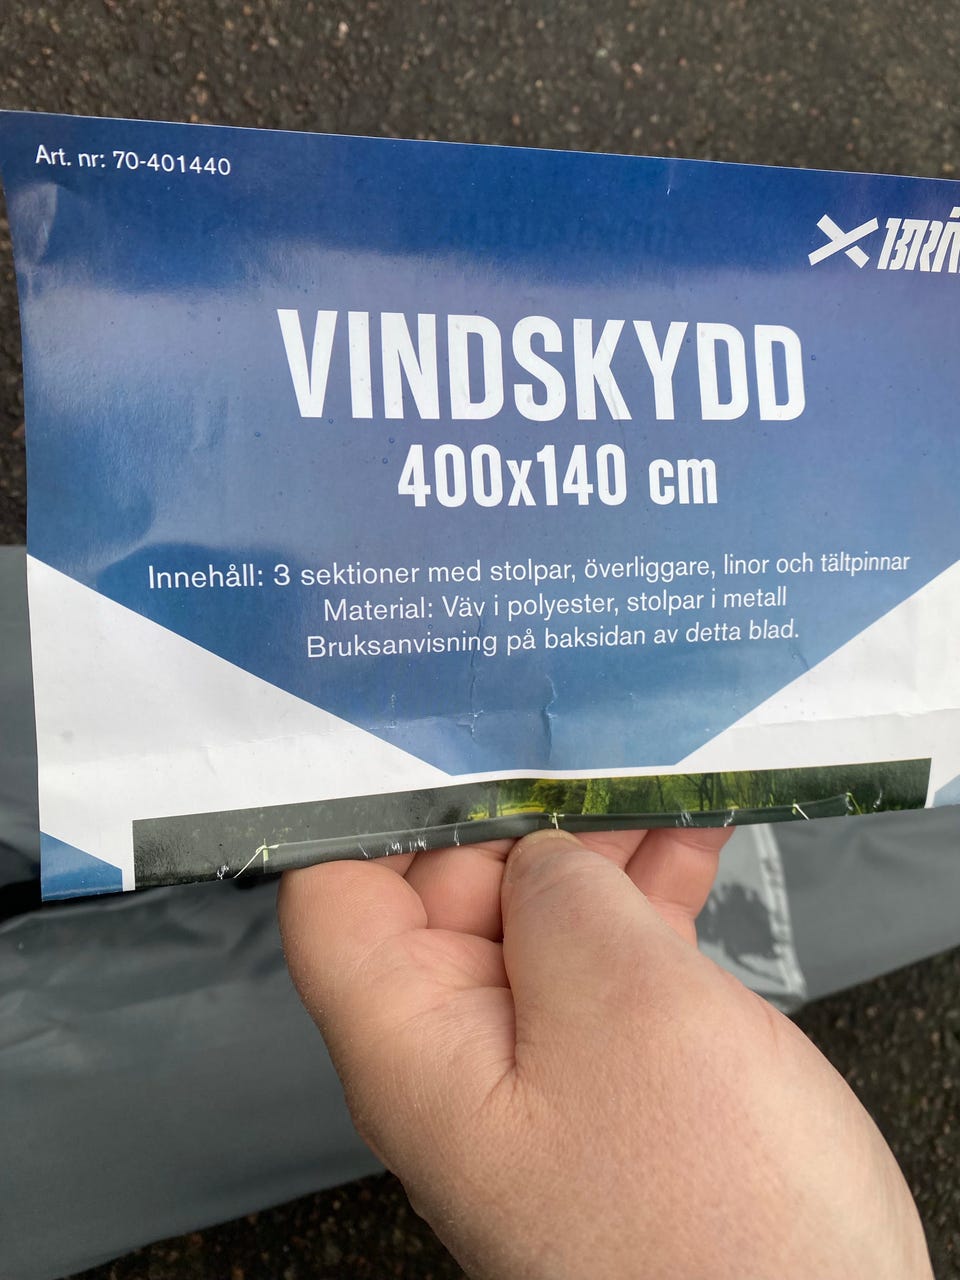 Art. nr: 70-401440
VINDSKYDD
400x140 cm
Innehåll: 3 sektioner med stolpar, överliggare, linor och tältpinnar
Material: Väv i polyester, stolpar i metall
Bruksanvisning på baksidan av detta blad.